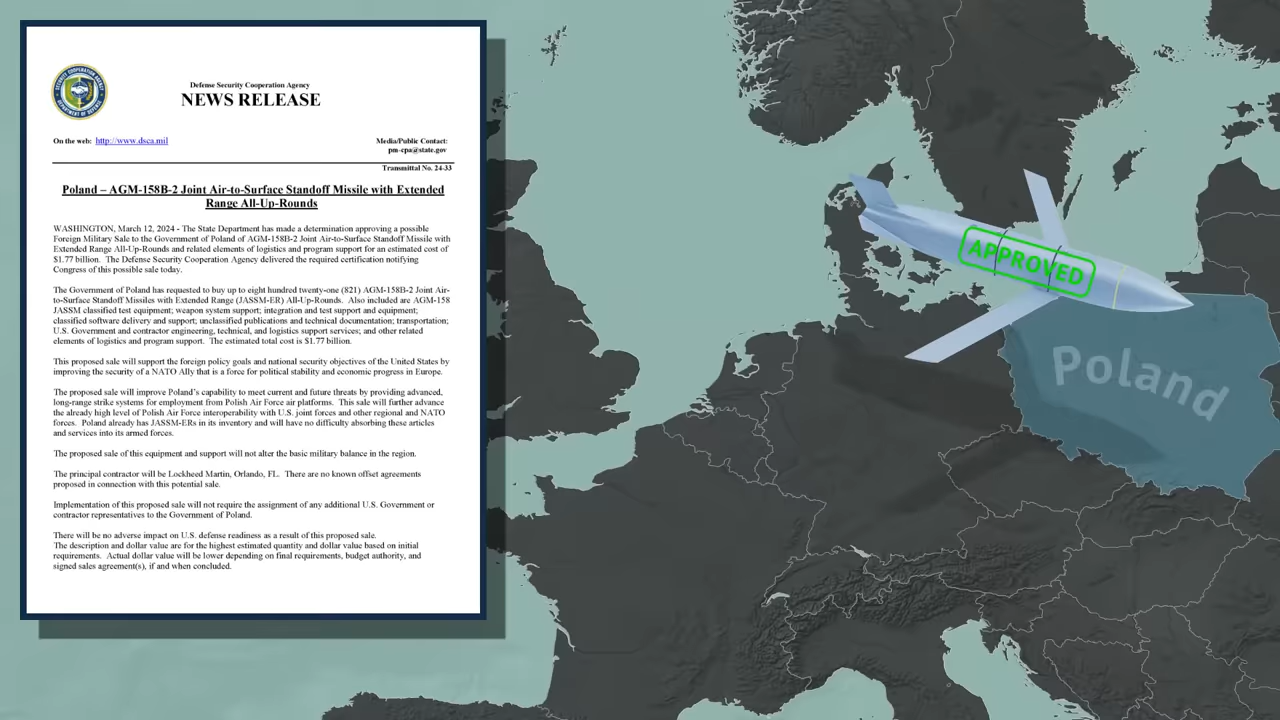 Defense Security Cooperation Agency
NEWS RELEASE
On the web: http://www.dsca.mil
Media/Public Contact:
pm-cpa@state.gov
Transmittal No. 24-33
Poland – AGM-158B-2 Joint Air-to-Surface Standoff Missile with Extended
Range All-Up-Rounds
WASHINGTON, March 12, 2024 - The State Department has made a determination approving a possible
Foreign Military Sale to the Government of Poland of AGM-158B-2 Joint Air-to-Surface Standoff Missile with
Extended Range All-Up-Rounds and related elements of logistics and program support for an estimated cost of
$1.77 billion. The Defense Security Cooperation Agency delivered the required certification notifying
Congress of this possible sale today.
The Government of Poland has requested to buy up to eight hundred twenty-one (821) AGM-158B-2 Joint Air-
to-Surface Standoff Missiles with Extended Range (JASSM-ER) All-Up-Rounds. Also included are AGM-158
JASSM classified test equipment; weapon system support; integration and test support and equipment;
classified software delivery and support; unclassified publications and technical documentation; transportation;
U.S. Government and contractor engineering, technical, and logistics support services; and other related
elements of logistics and program support. The estimated total cost is $1.77 billion.
This proposed sale will support the foreign policy goals and national security objectives of the United States by
improving the security of a NATO Ally that is a force for political stability and economic progress in Europe.
The proposed sale will improve Poland's capability to meet current and future threats by providing advanced,
long-range strike systems for employment from Polish Air Force air platforms. This sale will further advance
the already high level of Polish Air Force interoperability with U.S. joint forces and other regional and NATO
forces. Poland already has JASSM-ERs in its inventory and will have no difficulty absorbing these articles
and services into its armed forces.
The proposed sale of this equipment and support will not alter the basic military balance in the region.
The principal contractor will be Lockheed Martin, Orlando, FL. There are no known offset agreements
proposed in connection with this potential sale.
Implementation of this proposed sale will not require the assignment of any additional U.S. Government or
contractor representatives to the Government of Poland.
There will be no adverse impact on U.S. defense readiness as a result of this proposed sale.
The description and dollar value are for the highest estimated quantity and dollar value based on initial
requirements. Actual dollar value will be lower depending on final requirements, budget authority, and
signed sales agreement(s), if and when concluded.
APPROVED
Poland